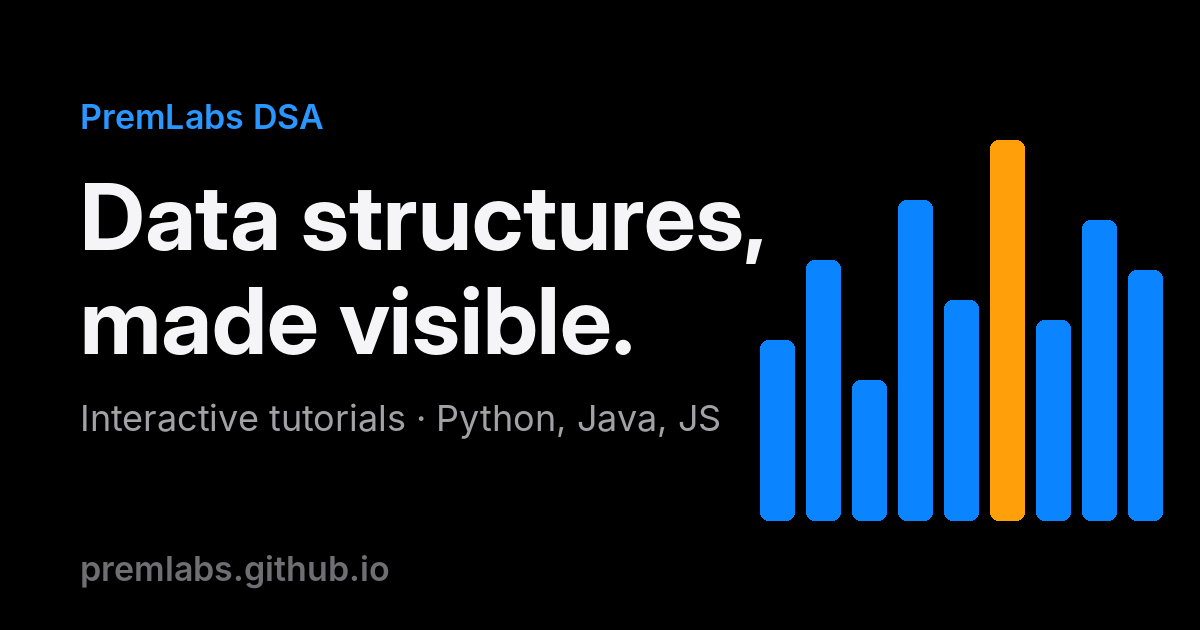 PremLabs DSA
Data structures,
made visible.
Interactive tutorials · Python, Java, JS
premlabs.github.io